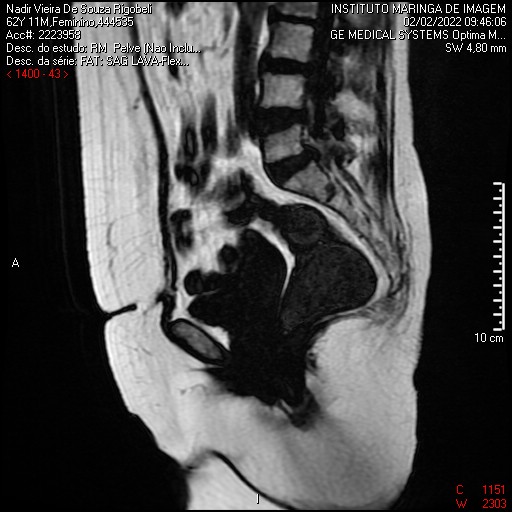 Nadir Vieira De Souza Rigobeli
62Y 11M,Feminino,444535
Acc#: 2223953
Desc. do estudo: RM  Pelve (Nao Inclu...
Desc. da série: FAT: SAG LAVA-Flex...
< 1400 - 43 >
INSTITUTO MARINGA DE IMAGEM
02/02/2022 09:46:06
GE MEDICAL SYSTEMS Optima M...
SW 4,80 mm
A
10 cm
I
C 1151
W 2303